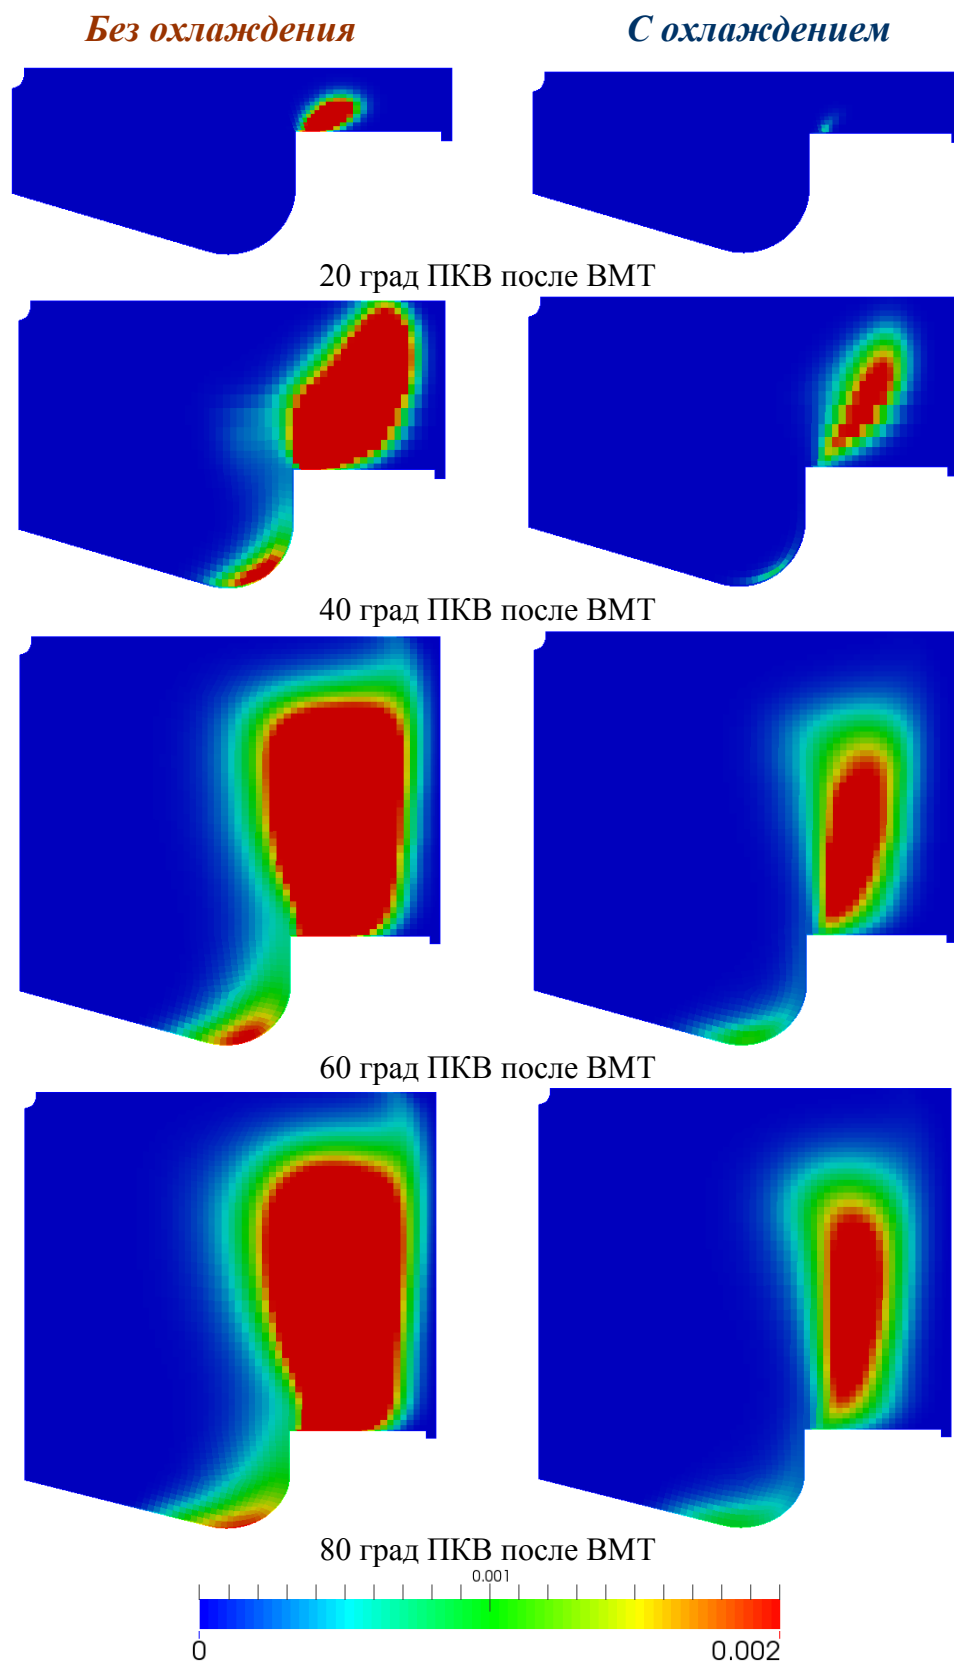 Без охлаждения
С охлаждением
20 град ПКВ после ВМТ
40 град ПКВ после ВМТ
60 град ПКВ после ВМТ
80 град ПКВ после ВМТ
0.001
0
0.002